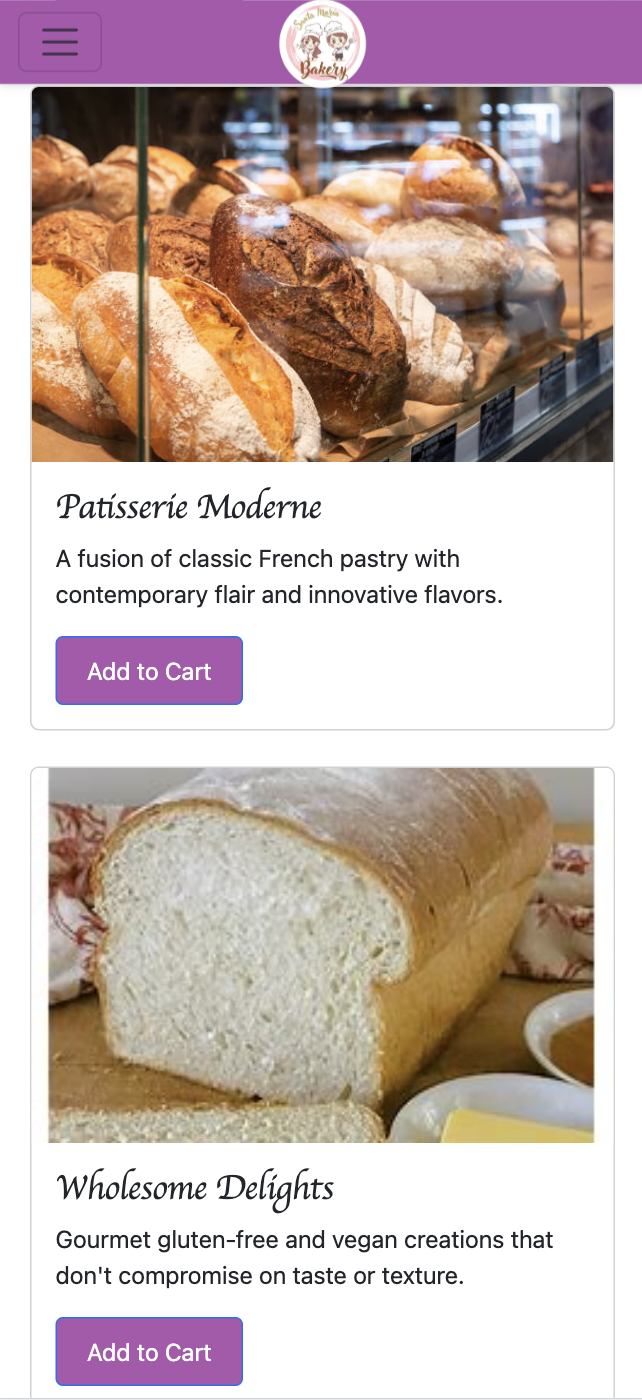 Santa Maria
Bakery
Patisserie Moderne
A fusion of classic French pastry with
contemporary flair and innovative flavors.
Add to Cart
Wholesome Delights
Gourmet gluten-free and vegan creations that
don't compromise on taste or texture.
Add to Cart